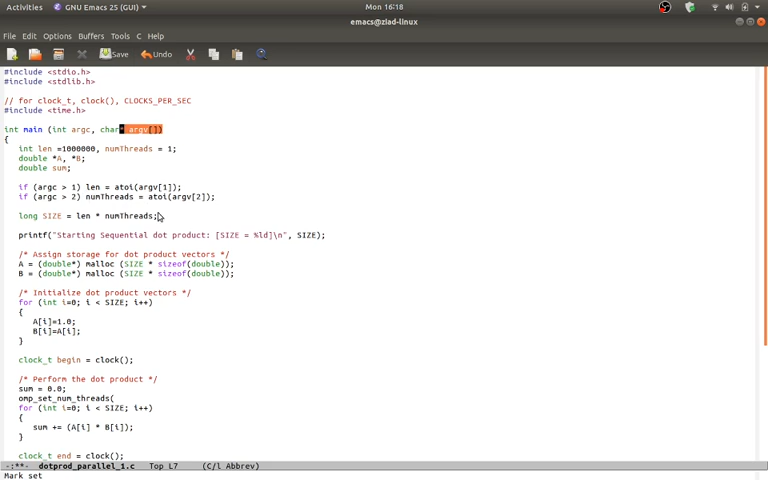 Activities GNU Emacs 25 (GUI) Mon 16:18
emacs@ziad-linux
File Edit Options Buffers Tools C Help
Save Undo
#include <stdio.h>
#include <stdlib.h>
// for clock_t, clock(), CLOCKS_PER_SEC
#include <time.h>
int main (int argc, char* argv[])
{
int len =1000000, numThreads = 1;
double *A, *B;
double sum;
if (argc > 1) len = atoi(argv[1]);
if (argc > 2) numThreads = atoi(argv[2]);
long SIZE = len * numThreads;
printf("Starting Sequential dot product: [SIZE = %ld]\n", SIZE);
/* Assign storage for dot product vectors */
A = (double*) malloc (SIZE * sizeof(double));
B = (double*) malloc (SIZE * sizeof(double));
/* Initialize dot product vectors */
for (int i=0; i < SIZE; i++)
{
A[i]=1.0;
B[i]=A[i];
}
clock_t begin = clock();
/* Perform the dot product */
sum = 0.0;
omp_set_num_threads(
for (int i=0; i < SIZE; i++)
{
sum += (A[i] * B[i]);
}
clock_t end = clock();
-:**- dotprod_parallel_1.c Top L7 (C/l Abbrev)
Mark set